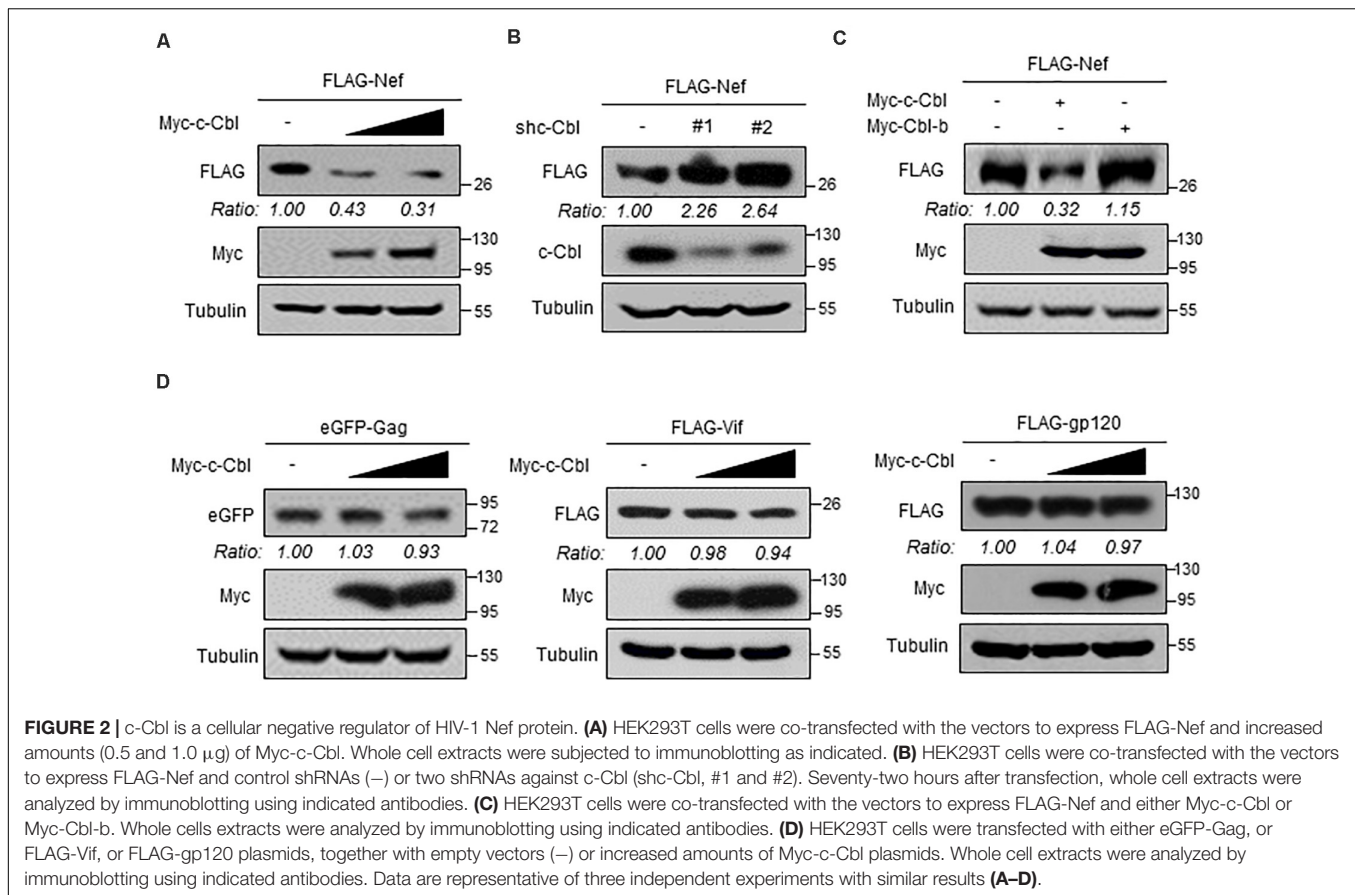 A
FLAG-Nef
Myc-c-Cbl -
FLAG
26
Ratio: 1.00 0.43 0.31
Myc
130
95
Tubulin
55
B
FLAG-Nef
shc-Cbl - #1 #2
FLAG
26
Ratio: 1.00 2.26 2.64
c-Cbl
130
95
Tubulin
55
C
FLAG-Nef
Myc-c-Cbl - + -
Myc-Cbl-b - - +
FLAG
26
Ratio: 1.00 0.32 1.15
Myc
130
95
Tubulin
55
D
eGFP-Gag
Myc-c-Cbl -
eGFP
95
72
Ratio: 1.00 1.03 0.93
Myc
130
95
Tubulin
55
FLAG-Vif
Myc-c-Cbl -
FLAG
26
Ratio: 1.00 0.98 0.94
Myc
130
95
Tubulin
55
FLAG-gp120
Myc-c-Cbl -
FLAG
130
Ratio: 1.00 1.04 0.97
Myc
130
95
Tubulin
55
FIGURE 2 | c-Cbl is a cellular negative regulator of HIV-1 Nef protein. (A) HEK293T cells were co-transfected with the vectors to express FLAG-Nef and increased
amounts (0.5 and 1.0 μg) of Myc-c-Cbl. Whole cell extracts were subjected to immunoblotting as indicated. (B) HEK293T cells were co-transfected with the vectors
to express FLAG-Nef and control shRNAs (−) or two shRNAs against c-Cbl (shc-Cbl, #1 and #2). Seventy-two hours after transfection, whole cell extracts were
analyzed by immunoblotting using indicated antibodies. (C) HEK293T cells were co-transfected with the vectors to express FLAG-Nef and either Myc-c-Cbl or
Myc-Cbl-b. Whole cells extracts were analyzed by immunoblotting using indicated antibodies. (D) HEK293T cells were transfected with either eGFP-Gag, or
FLAG-Vif, or FLAG-gp120 plasmids, together with empty vectors (−) or increased amounts of Myc-c-Cbl plasmids. Whole cell extracts were analyzed by
immunoblotting using indicated antibodies. Data are representative of three independent experiments with similar results (A–D).